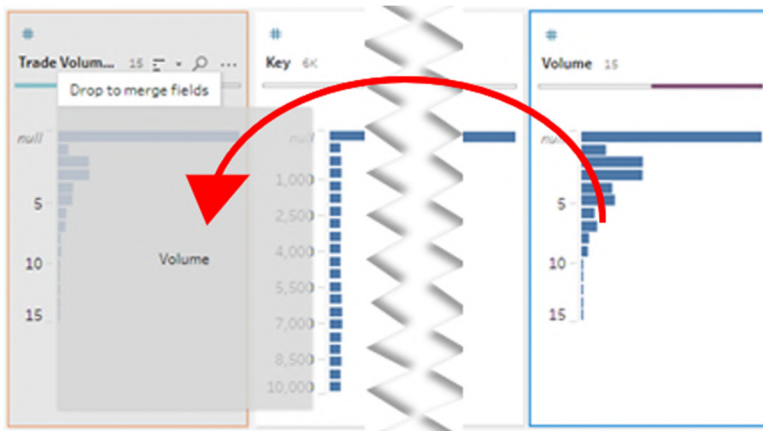 #
Trade Volum... 15
Drop to merge fields
null
5
10
15
Volume
#
Key 6K
null
1,000
2,500
4,000
5,500
7,000
8,500
10,000
#
Volume 15
5
10
15